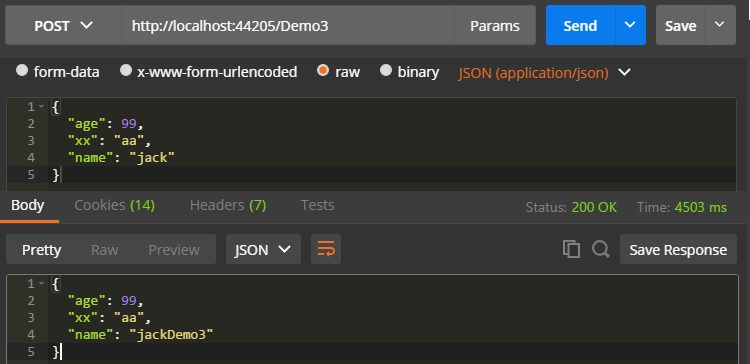 POST http://localhost:44205/Demo3 Params Send Save
form-data x-www-form-urlencoded raw binary JSON (application/json)
1 {
2 "age": 99,
3 "xx": "aa",
4 "name": "jack"
5 }
Body Cookies (14) Headers (7) Tests Status: 200 OK Time: 4503 ms
Pretty Raw Preview JSON Save Response
1 {
2 "age": 99,
3 "xx": "aa",
4 "name": "jackDemo3"
5 }